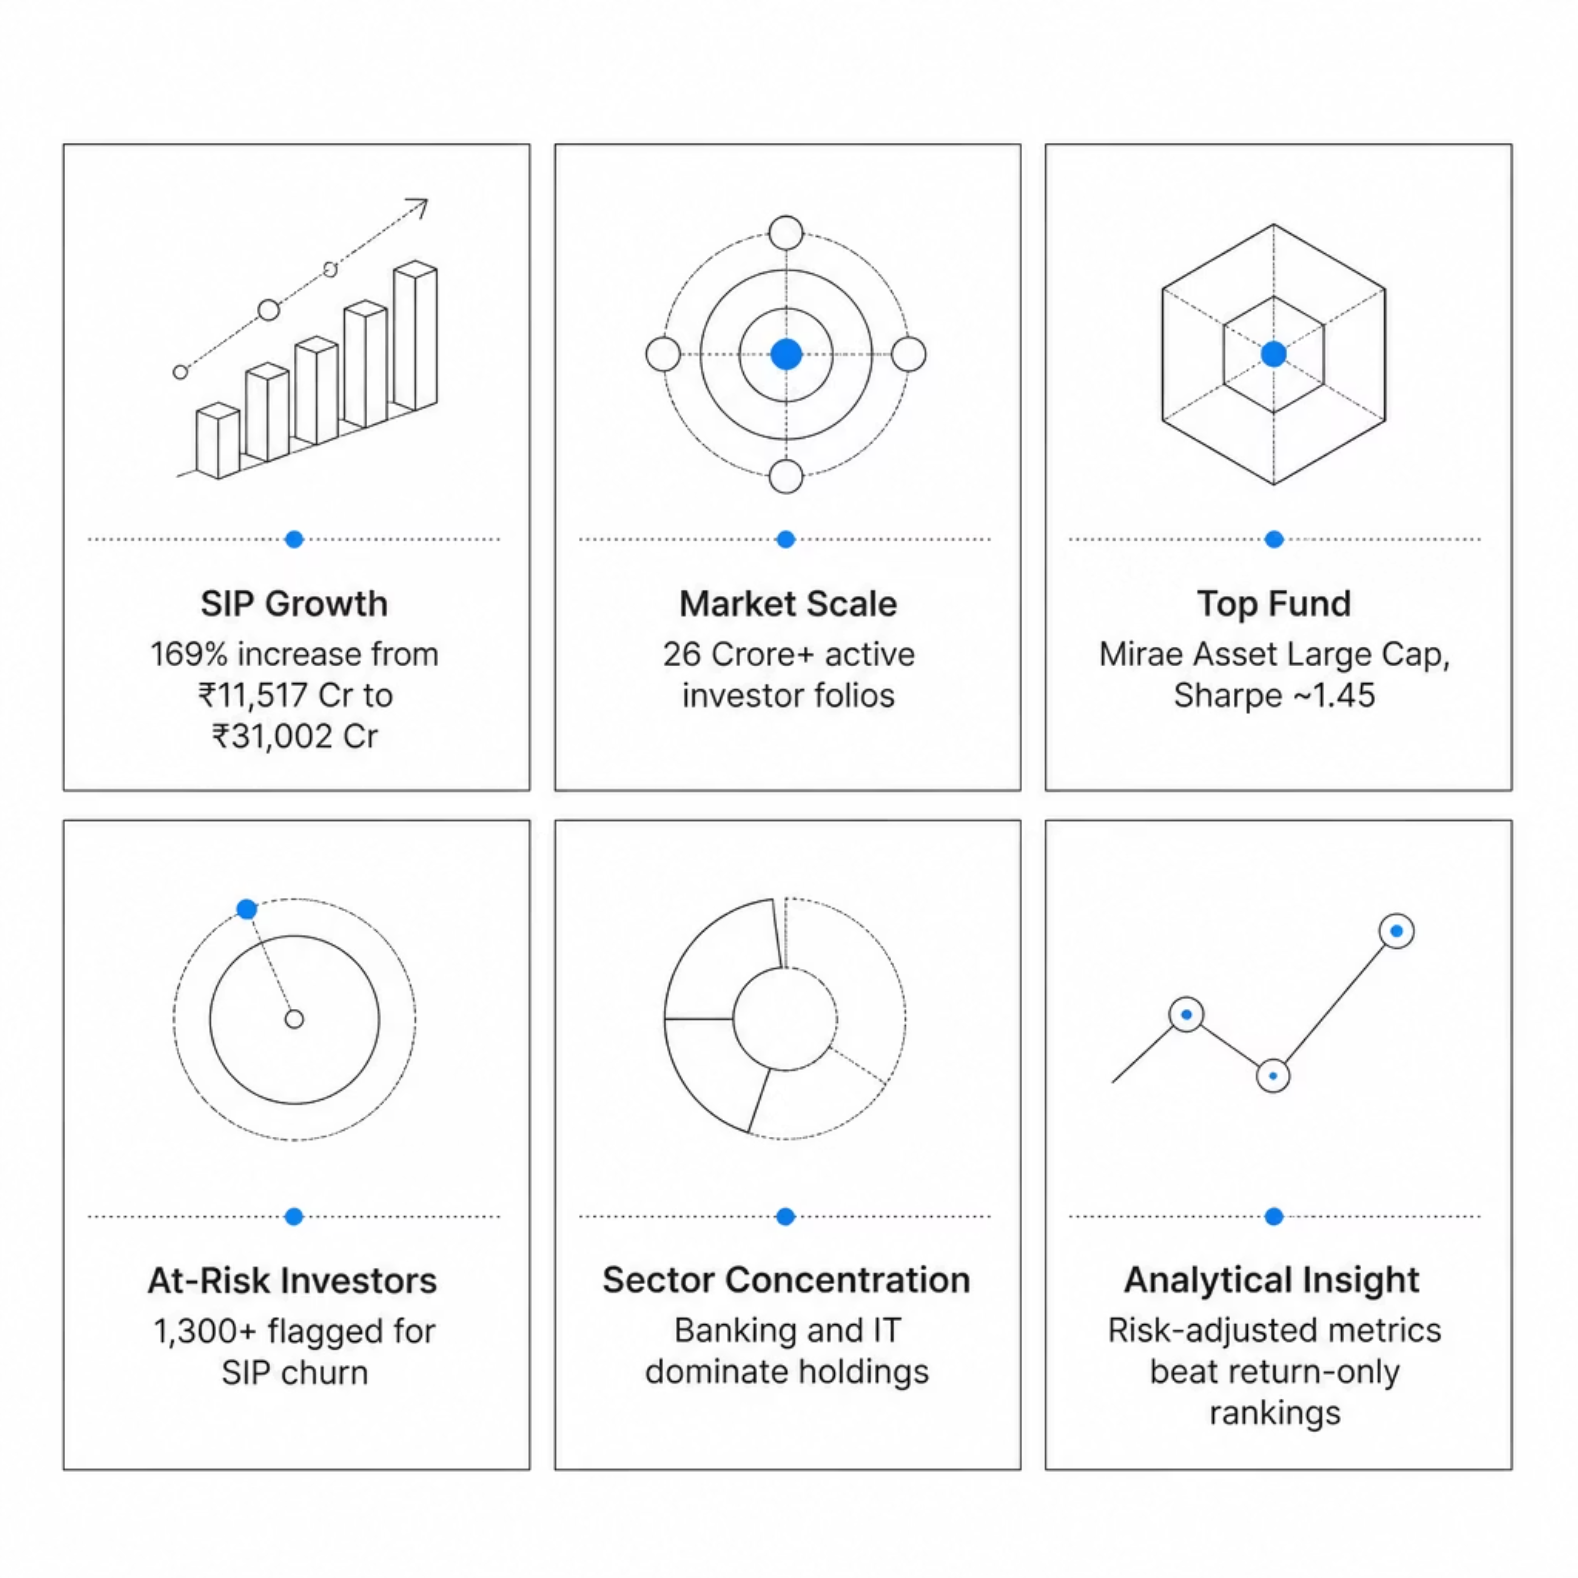 SIP Growth
169% increase from
₹11,517 Cr to
₹31,002 Cr
Market Scale
26 Crore+ active
investor folios
Top Fund
Mirae Asset Large Cap,
Sharpe ~1.45
At-Risk Investors
1,300+ flagged for
SIP churn
Sector Concentration
Banking and IT
dominate holdings
Analytical Insight
Risk-adjusted metrics
beat return-only
rankings